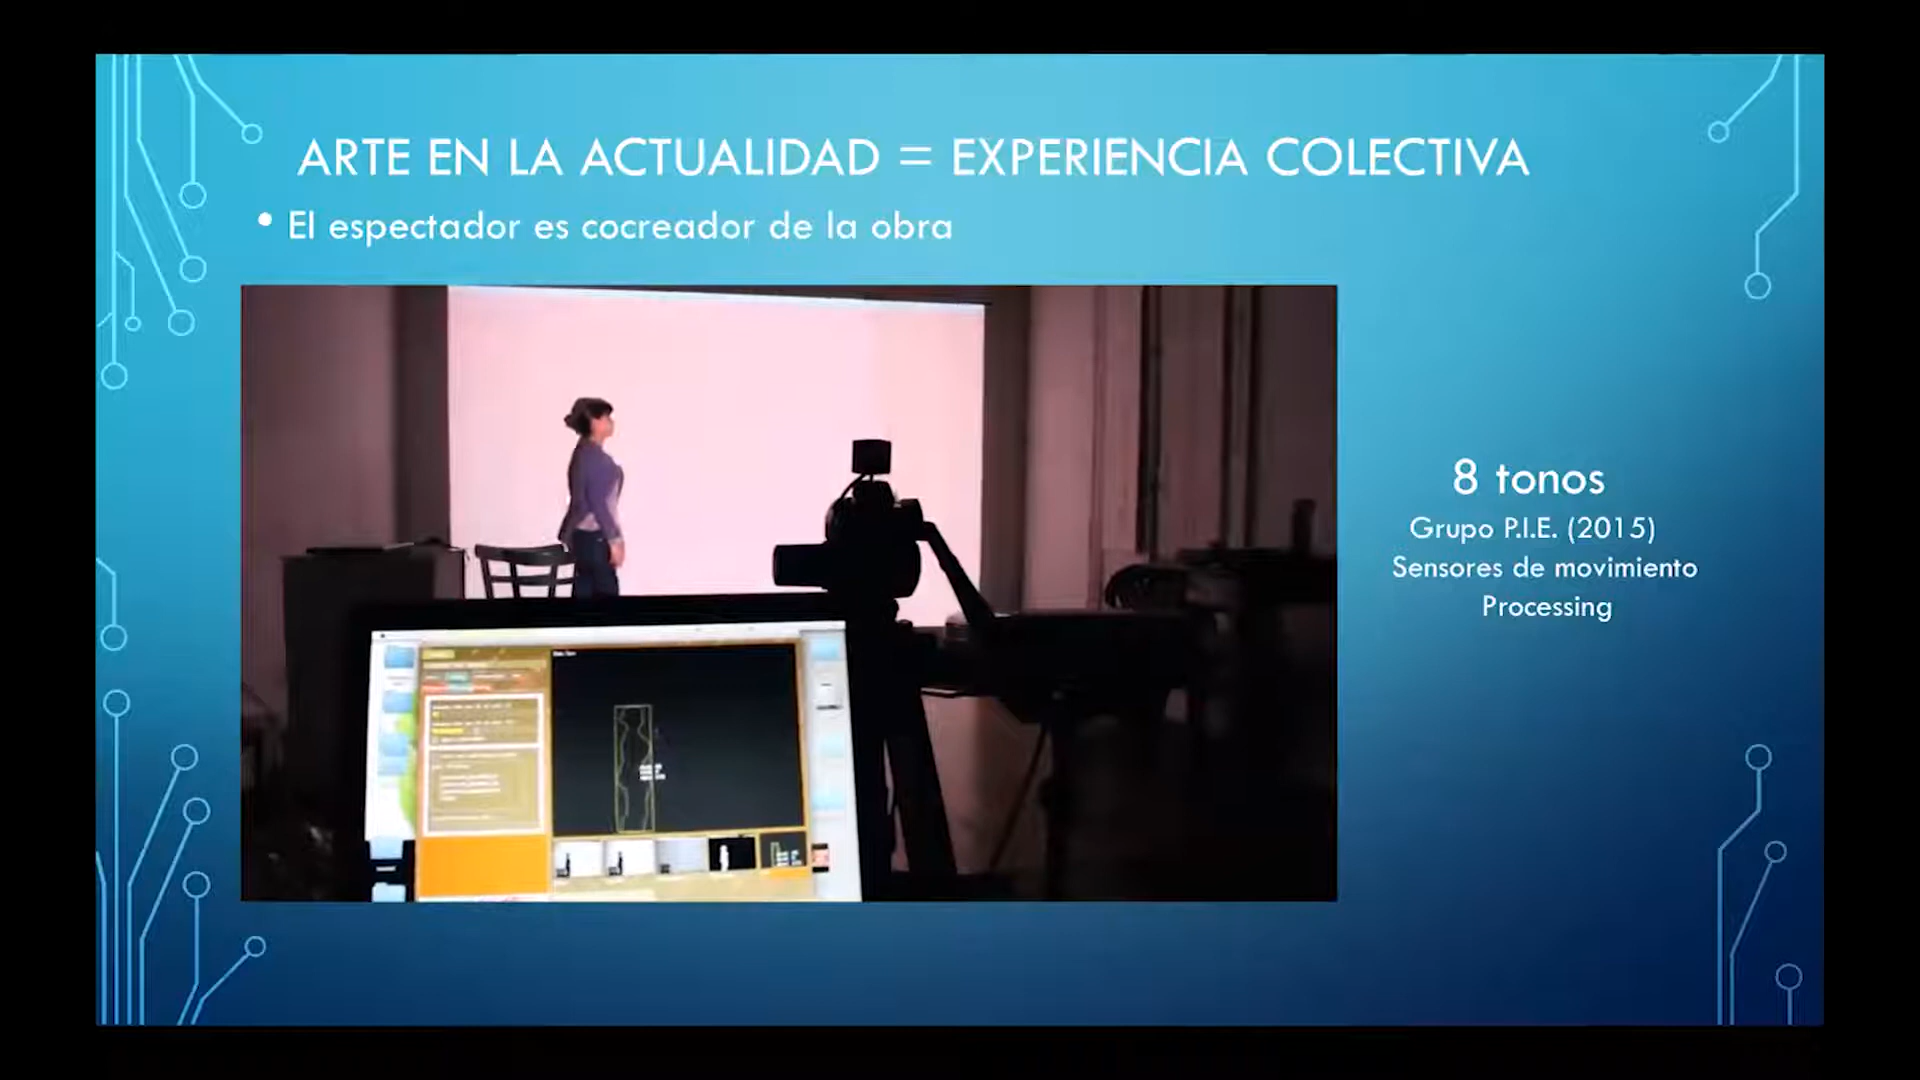 ARTE EN LA ACTUALIDAD = EXPERIENCIA COLECTIVA
• El espectador es cocreador de la obra
8 tonos
Grupo P.I.E. (2015)
Sensores de movimiento
Processing